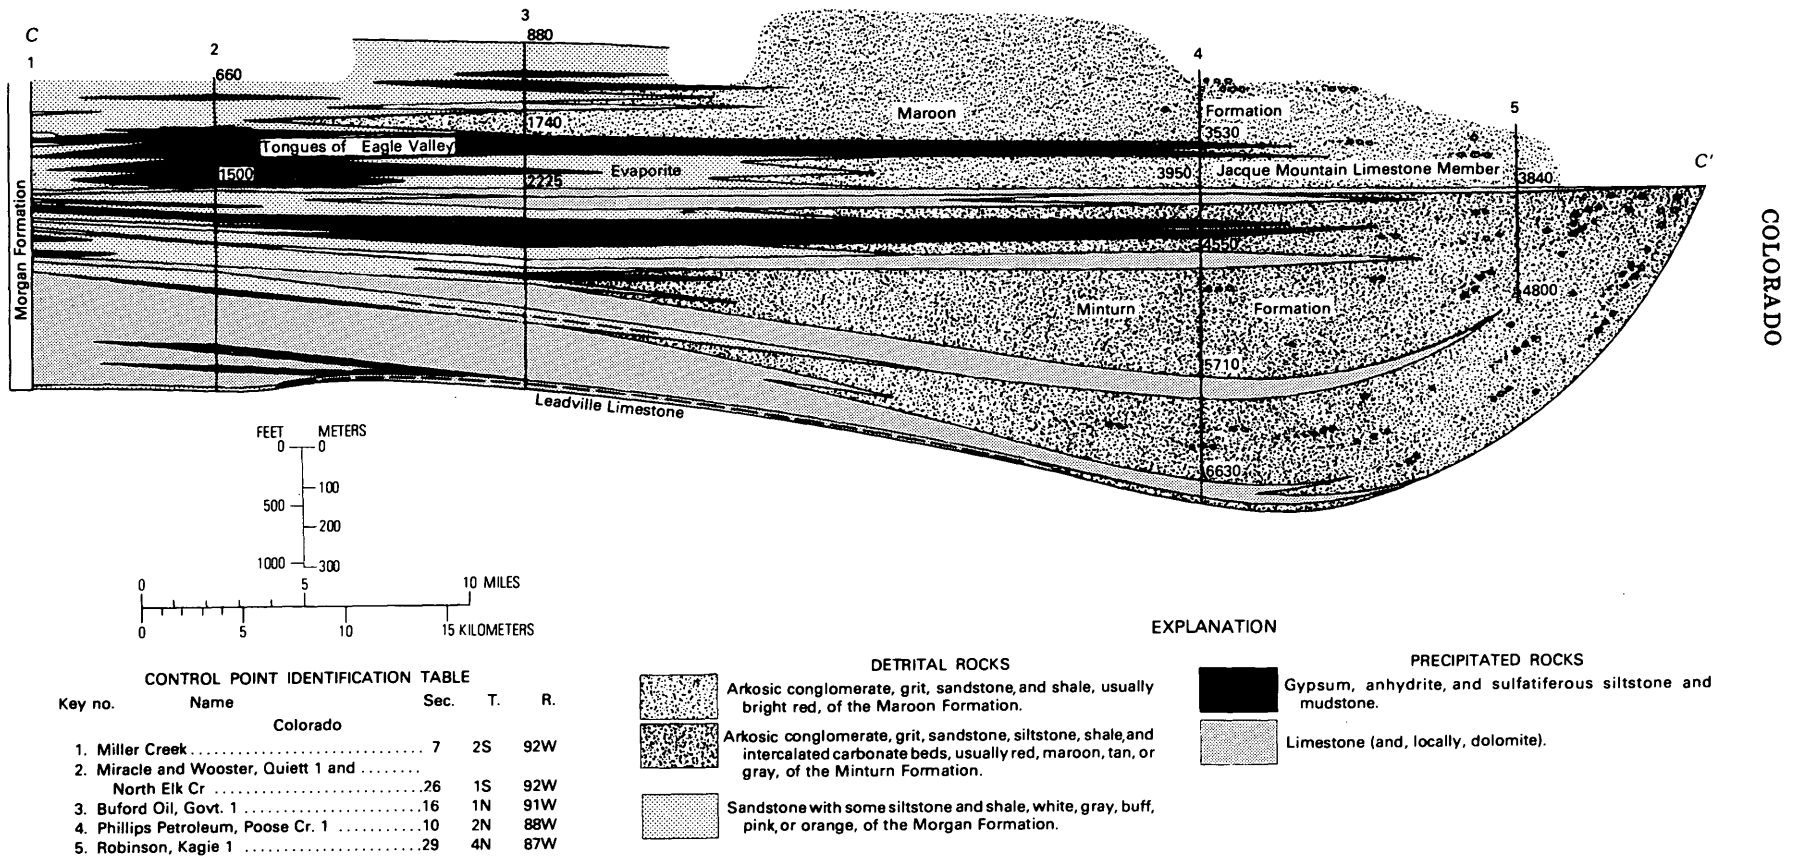 C
1
2
3
4
5
C'
660
880
1740
1500
2225
3530
3950
3840
4550
4800
5710
6630
Maroon Formation
Tongues of Eagle Valley Evaporite
Jacque Mountain Limestone Member
Minturn Formation
Morgan Formation
Leadville Limestone
COLORADO
FEET METERS
0 0
100
500
200
1000 300
0 5 10 MILES
0 5 10 15 KILOMETERS
CONTROL POINT IDENTIFICATION TABLE
Key no. Name Sec. T. R.
Colorado
1. Miller Creek.............................. 7 2S 92W
2. Miracle and Wooster, Quiett 1 and ........
North Elk Cr ...........................26 1S 92W
3. Buford Oil, Govt. 1 ........................16 1N 91W
4. Phillips Petroleum, Poose Cr. 1 ...........10 2N 88W
5. Robinson, Kagie 1 ........................29 4N 87W
EXPLANATION
DETRITAL ROCKS
Arkosic conglomerate, grit, sandstone, and shale, usually
bright red, of the Maroon Formation.
Arkosic conglomerate, grit, sandstone, siltstone, shale, and
intercalated carbonate beds, usually red, maroon, tan, or
gray, of the Minturn Formation.
Sandstone with some siltstone and shale, white, gray, buff,
pink, or orange, of the Morgan Formation.
PRECIPITATED ROCKS
Gypsum, anhydrite, and sulfatiferous siltstone and
mudstone.
Limestone (and, locally, dolomite).